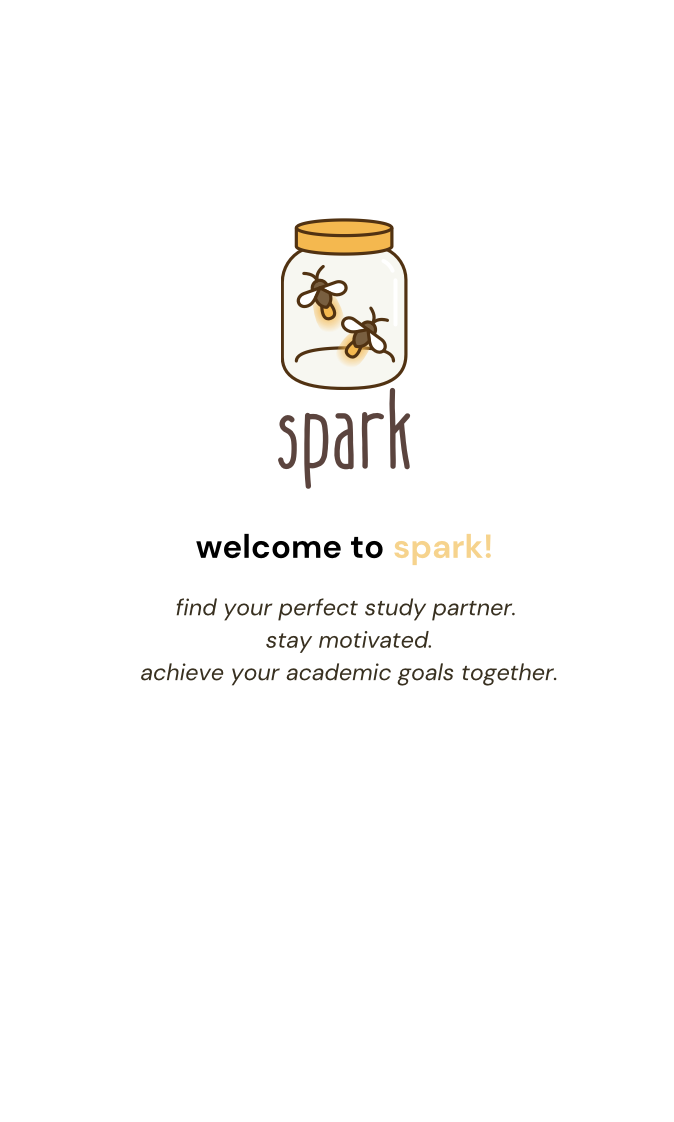 spark
welcome to spark!
find your perfect study partner.
stay motivated.
achieve your academic goals together.